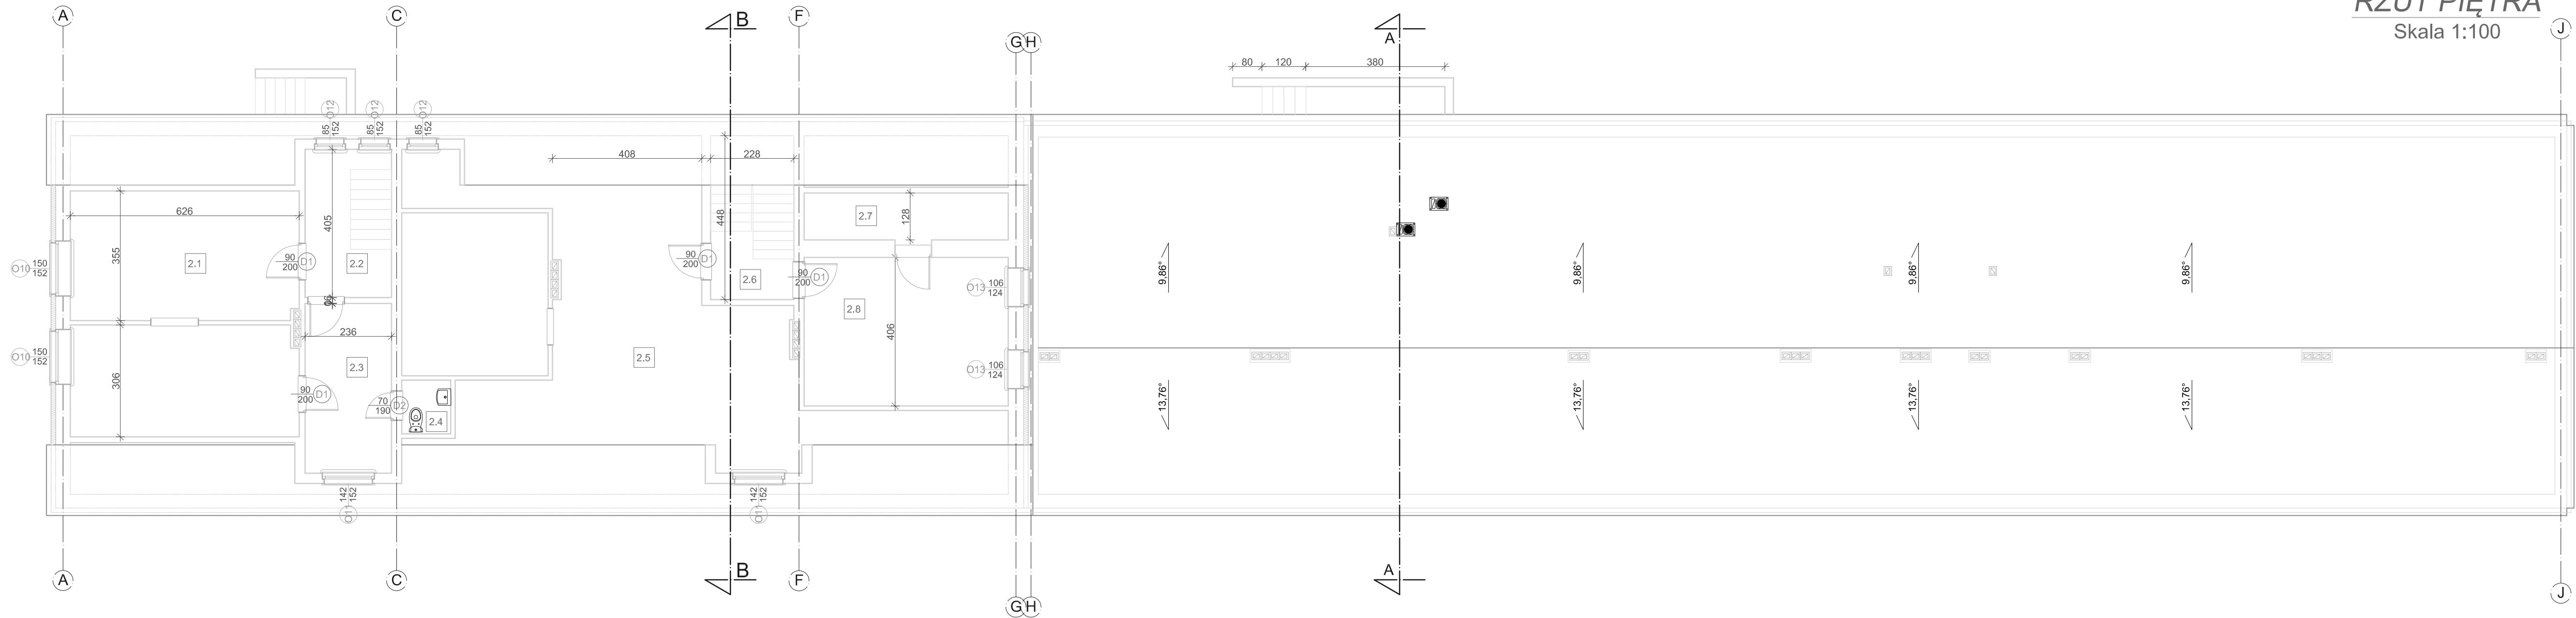 RZUT PIĘTRA
Skala 1:100
A
C
B
F
G
H
A
J
80
120
380
O12
O12
O12
85
152
85
152
85
152
408
228
626
355
405
448
128
2.7
2.1
2.2
90
200
D1
90
200
D1
90
200
D1
2.6
O10
150
152
O13
106
124
2.8
406
9,86°
9,86°
9,86°
9,86°
236
306
2.3
2.5
O10
150
152
O13
106
124
90
200
D1
70
190
D2
2.4
13,76°
13,76°
13,76°
13,76°
142
152
142
152
A
C
B
F
G
H
A
J